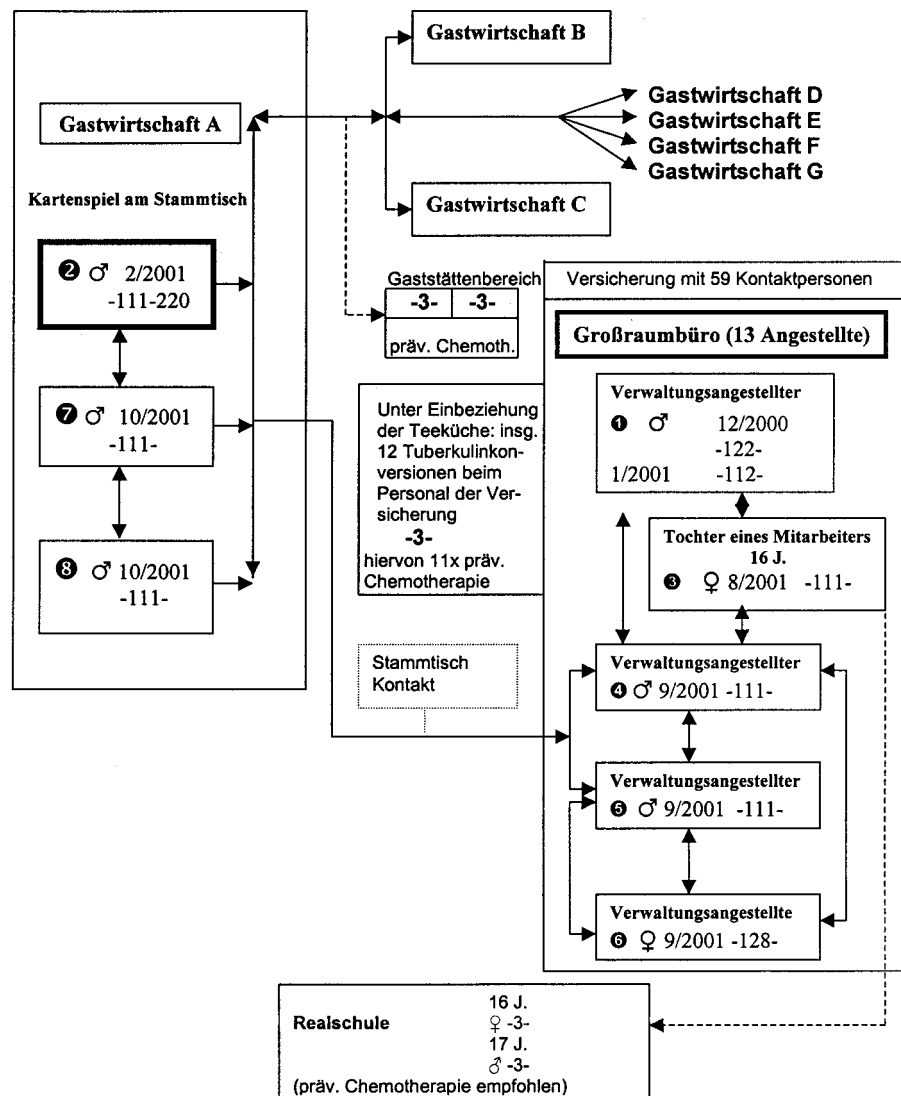 Gastwirtschaft B
Gastwirtschaft A
Gastwirtschaft D
Gastwirtschaft E
Gastwirtschaft F
Gastwirtschaft G
Gastwirtschaft C
Kartenspiel am Stammtisch
❷ ♂ 2/2001
-111-220
❼ ♂ 10/2001
-111-
❽ ♂ 10/2001
-111-
Gaststättenbereich
-3- -3-
präv. Chemoth.
Unter Einbeziehung
der Teeküche: insg.
12 Tuberkulinkon-
versionen beim
Personal der Ver-
sicherung
-3-
hiervon 11x präv.
Chemotherapie
Stammtisch
Kontakt
Versicherung mit 59 Kontaktpersonen
Großraumbüro (13 Angestellte)
Verwaltungsangestellter
❶ ♂ 12/2000
-122-
1/2001 -112-
Tochter eines Mitarbeiters
16 J.
❸ ♀ 8/2001 -111-
Verwaltungsangestellter
❹ ♂ 9/2001 -111-
Verwaltungsangestellter
❺ ♂ 9/2001 -111-
Verwaltungsangestellte
❻ ♀ 9/2001 -128-
16 J.
Realschule ♀ -3-
17 J.
♂ -3-
(präv. Chemotherapie empfohlen)